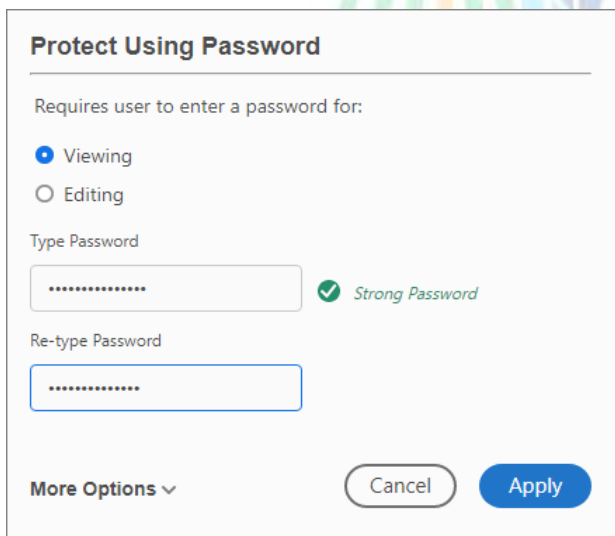 Protect Using Password
Requires user to enter a password for:
Viewing
Editing
Type Password
•••••••••••••••
Strong Password
Re-type Password
••••••••••••••
More Options
Cancel
Apply